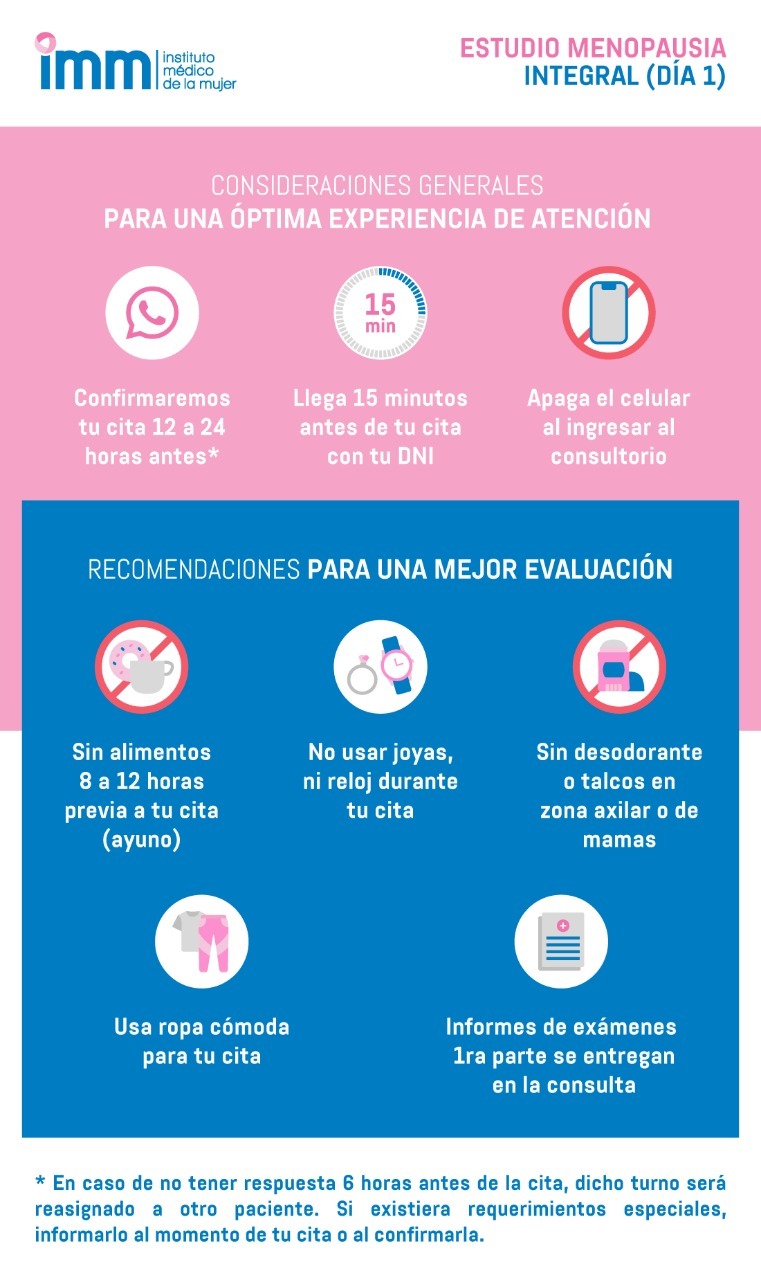 imm
instituto
médico
de la mujer
ESTUDIO MENOPAUSIA
INTEGRAL (DÍA 1)
CONSIDERACIONES GENERALES
PARA UNA ÓPTIMA EXPERIENCIA DE ATENCIÓN
15
min
Confirmaremos
tu cita 12 a 24
horas antes*
Llega 15 minutos
antes de tu cita
con tu DNI
Apaga el celular
al ingresar al
consultorio
RECOMENDACIONES PARA UNA MEJOR EVALUACIÓN
Sin alimentos
8 a 12 horas
previa a tu cita
(ayuno)
No usar joyas,
ni reloj durante
tu cita
Sin desodorante
o talcos en
zona axilar o de
mamas
Usa ropa cómoda
para tu cita
Informes de exámenes
1ra parte se entregan
en la consulta
* En caso de no tener respuesta 6 horas antes de la cita, dicho turno será
reasignado a otro paciente. Si existiera requerimientos especiales,
informarlo al momento de tu cita o al confirmarla.